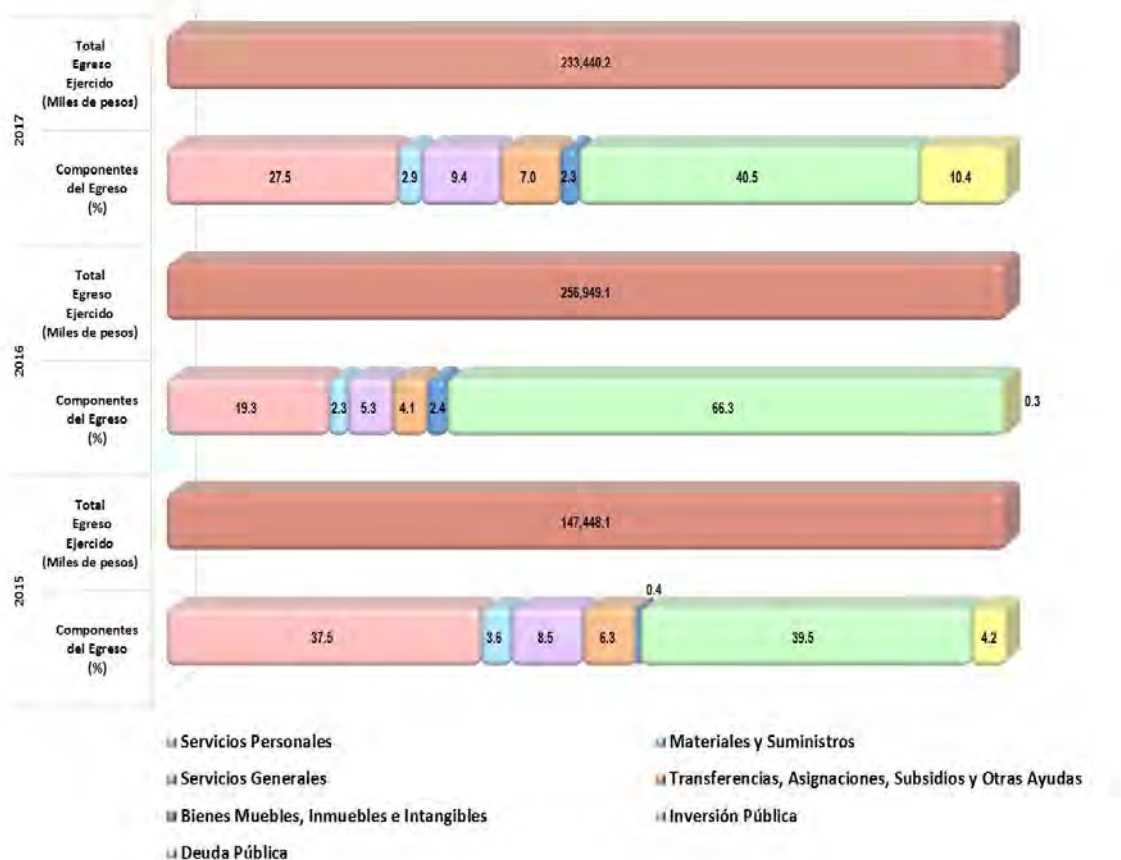 2017
Total
Egreso
Ejercido
(Miles de pesos)
233,440.2
Componentes
del Egreso
(%)
27.5 2.9 9.4 7.0 2.3 40.5 10.4
2016
Total
Egreso
Ejercido
(Miles de pesos)
256,949.1
Componentes
del Egreso
(%)
19.3 2.3 5.3 4.1 2.4 66.3 0.3
2015
Total
Egreso
Ejercido
(Miles de pesos)
147,448.1
Componentes
del Egreso
(%)
37.5 3.6 8.5 6.3 0.4 39.5 4.2
Servicios Personales
Materiales y Suministros
Servicios Generales
Transferencias, Asignaciones, Subsidios y Otras Ayudas
Bienes Muebles, Inmuebles e Intangibles
Inversión Pública
Deuda Pública